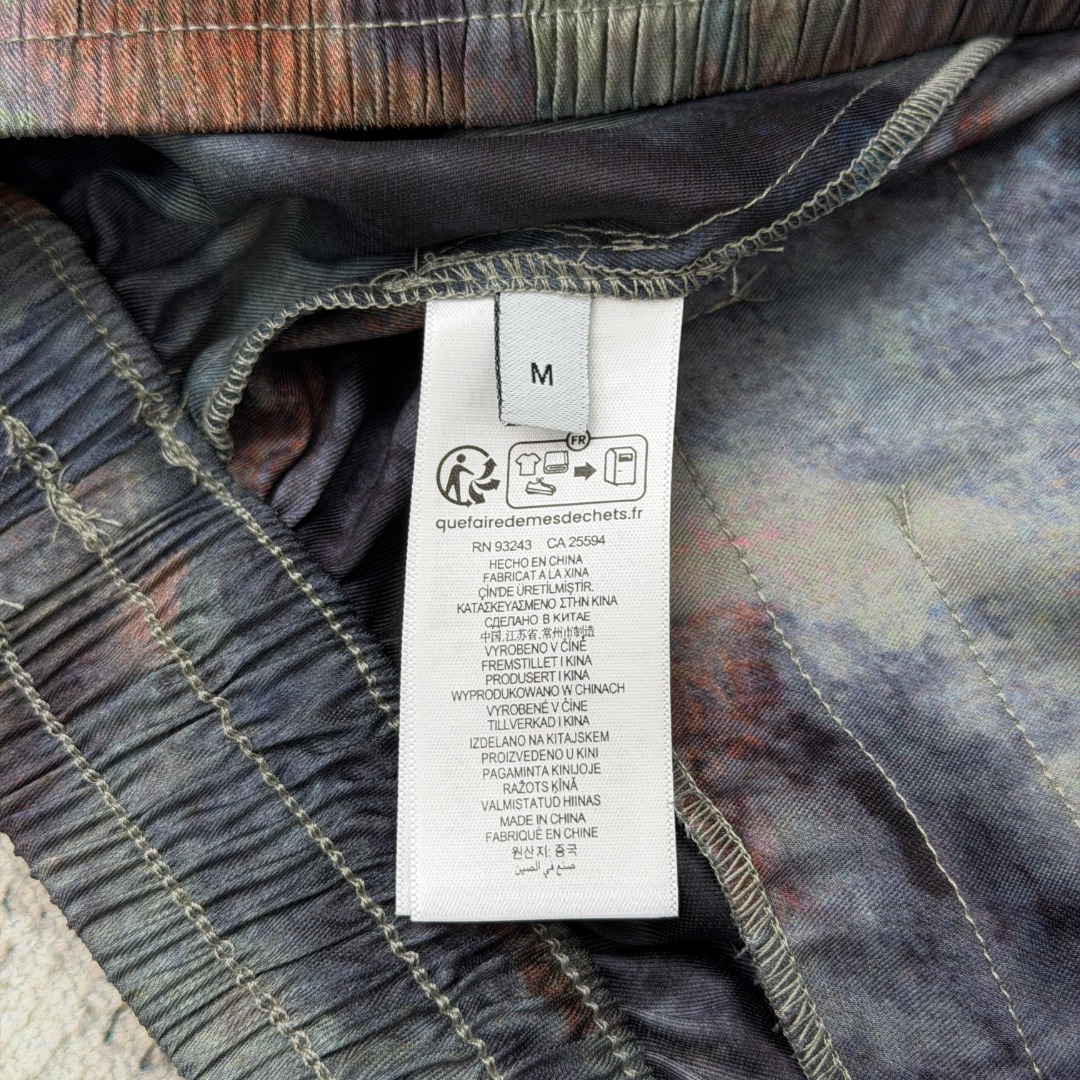 M
FR
quefairedemesdechets.fr
RN 93243 CA 25594
HECHO EN CHINA
FABRICAT A LA XINA
ÇİN'DE ÜRETİLMİŞTİR.
ΚΑΤΑΣΚΕΥΑΣΜΕΝΟ ΣΤΗΝ ΚΙΝΑ
СДЕЛАНО В КИТАЕ
中国,江苏省,常州市制造
VYROBENO V ČÍNĚ
FREMSTILLET I KINA
PRODUSERT I KINA
WYPRODUKOWANO W CHINACH
VYROBENÉ V ČÍNE
TILLVERKAD I KINA
IZDELANO NA KITAJSKEM
PROIZVEDENO U KINI
PAGAMINTA KINIJOJE
RAŽOTS ĶĪNĀ
VALMISTATUD HIINAS
MADE IN CHINA
FABRIQUÉ EN CHINE
원산지: 중국
صنع في الصين